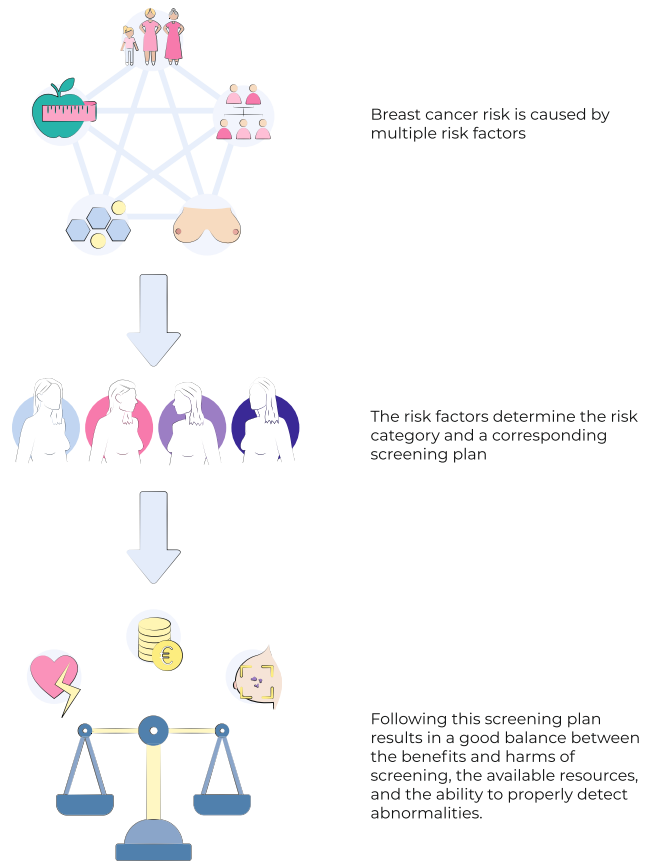 Breast cancer risk is caused by
multiple risk factors
The risk factors determine the risk
category and a corresponding
screening plan
€
Following this screening plan
results in a good balance between
the benefits and harms of
screening, the available resources,
and the ability to properly detect
abnormalities.